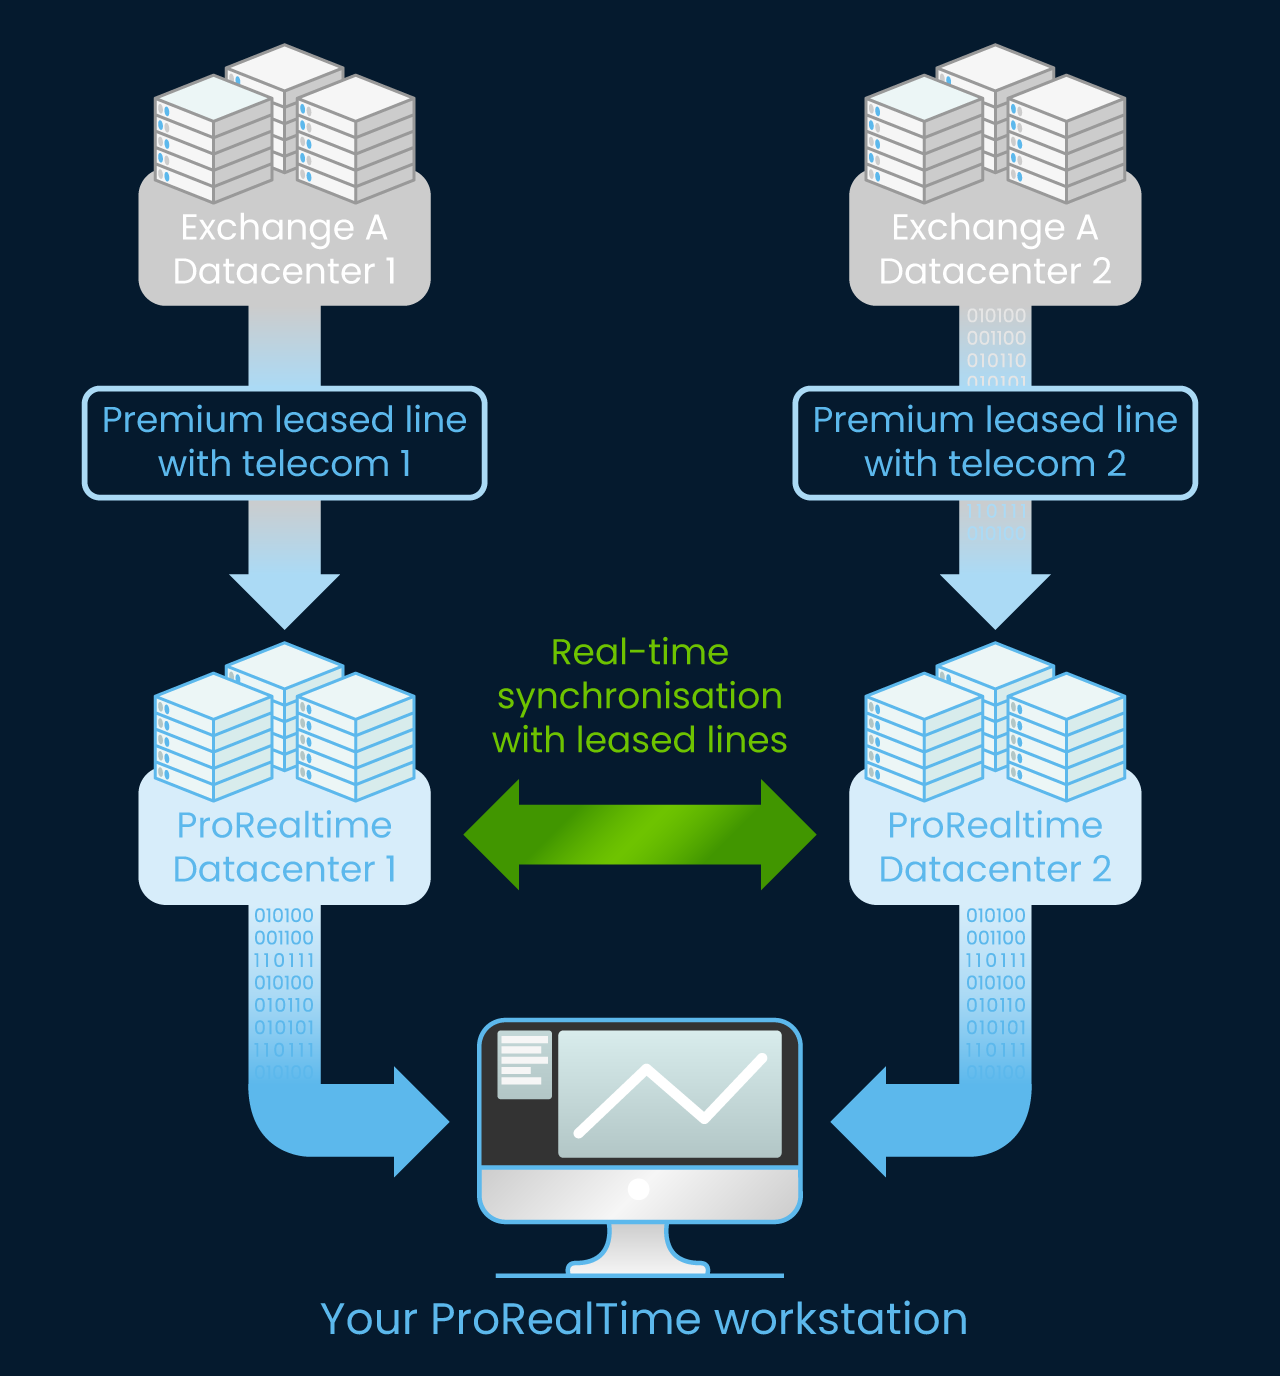 Exchange A
Datacenter 1
Exchange A
Datacenter 2
010100
001100
010110
010101
Premium leased line
with telecom 1
Premium leased line
with telecom 2
Real-time
synchronisation
with leased lines
ProRealtime
Datacenter 1
ProRealtime
Datacenter 2
010100
001100
110111
010100
010110
010101
110111
010100
010100
001100
110111
010100
010110
010101
110111
010100
Your ProRealTime workstation